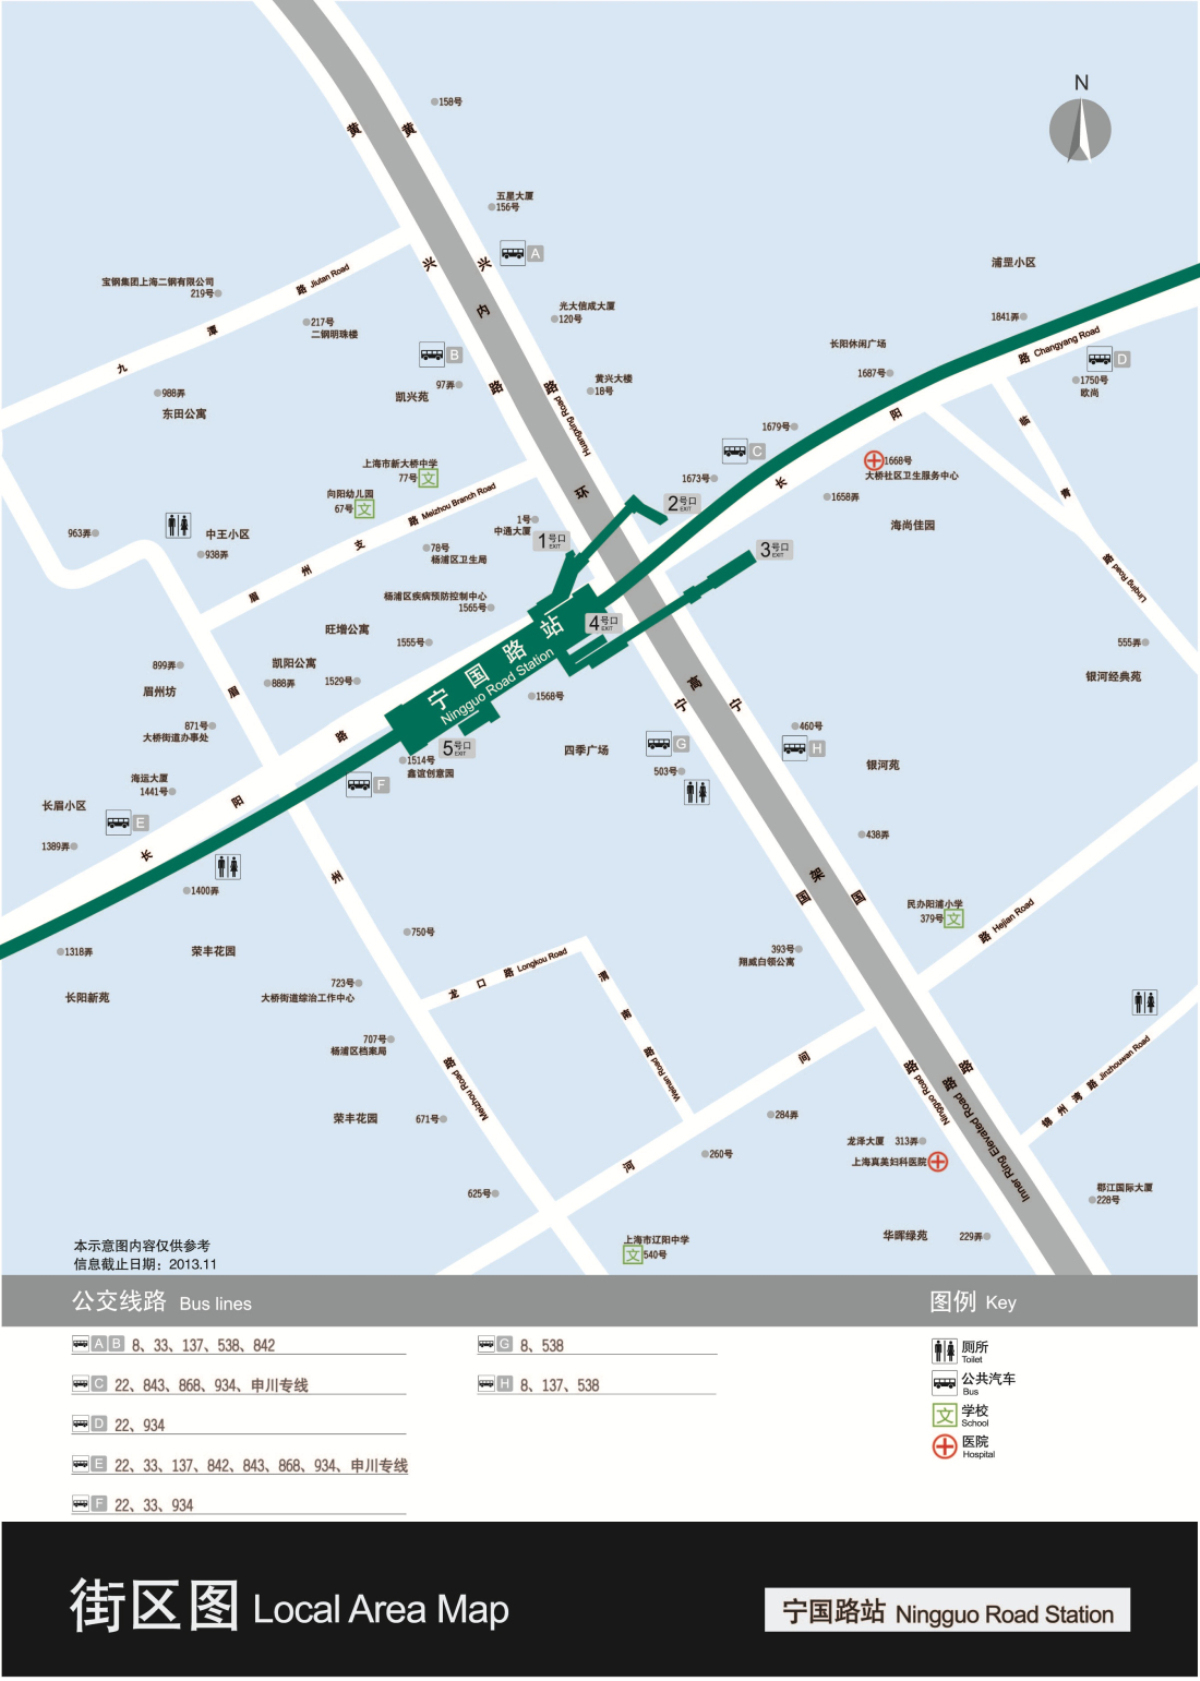 N
158号
黄
黄
五星大厦
156号
A
兴
兴
内
浦罡小区
宝钢集团上海二钢有限公司
219号
路 Jiutan Road
潭
九
217号
二钢明珠楼
光大信成大厦
120号
1841弄
路 Changyang Road
长阳休闲广场
1687号
D
1750号
欧尚
B
97弄
凯兴苑
路
路
Huangxing Road
黄兴大楼
18号
988弄
东田公寓
1679号
阳
临
C
1673号
长
1668号
大桥社区卫生服务中心
1658弄
海尚佳园
青
路
Linqing Road
上海市新大桥中学
77号
文
向阳幼儿园
67号
文
路 Meizhou Branch Road
支
州
眉
环
2号口
EXIT
1号
中通大厦
1号口
EXIT
3号口
EXIT
963弄
中王小区
938弄
78号
杨浦区卫生局
杨浦区疾病预防控制中心
1565号
旺增公寓
1555号
4号口
EXIT
555弄
银河经典苑
899弄
眉州坊
凯阳公寓
888弄
1529号
宁国路站
Ningguo Road Station
1568号
眉
高
宁
宁
871号
大桥街道办事处
路
5号口
EXIT
1514号
鑫谊创意园
四季广场
G
503号
460号
H
银河苑
海运大厦
1441号
长眉小区
E
阳
F
1389弄
长
438弄
1400弄
州
架
国
国
民办阳浦小学
379号
文
路 Hejian Road
1318弄
荣丰花园
750号
393号
翔威白领公寓
长阳新苑
723号
大桥街道综治工作中心
龙口路 Longkou Road
渭
南
路
Weinan Road
707号
杨浦区档案局
路
Meizhou Road
间
路
Ningguo Road
路
路
Inner Ring Elevated Road
锦州湾路 Jinzhouwan Road
荣丰花园
671号
284弄
河
260号
龙泽大厦 313弄
上海真美妇科医院
625号
鄂江国际大厦
228号
上海市辽阳中学
文
540号
华晖绿苑
229弄
本示意图内容仅供参考
信息截止日期：2013.11
公交线路 Bus lines
图例 Key
A B 8、33、137、538、842
C 22、843、868、934、申川专线
D 22、934
E 22、33、137、842、843、868、934、申川专线
F 22、33、934
G 8、538
H 8、137、538
厕所
Toilet
公共汽车
Bus
文
学校
School
医院
Hospital
街区图 Local Area Map
宁国路站 Ningguo Road Station